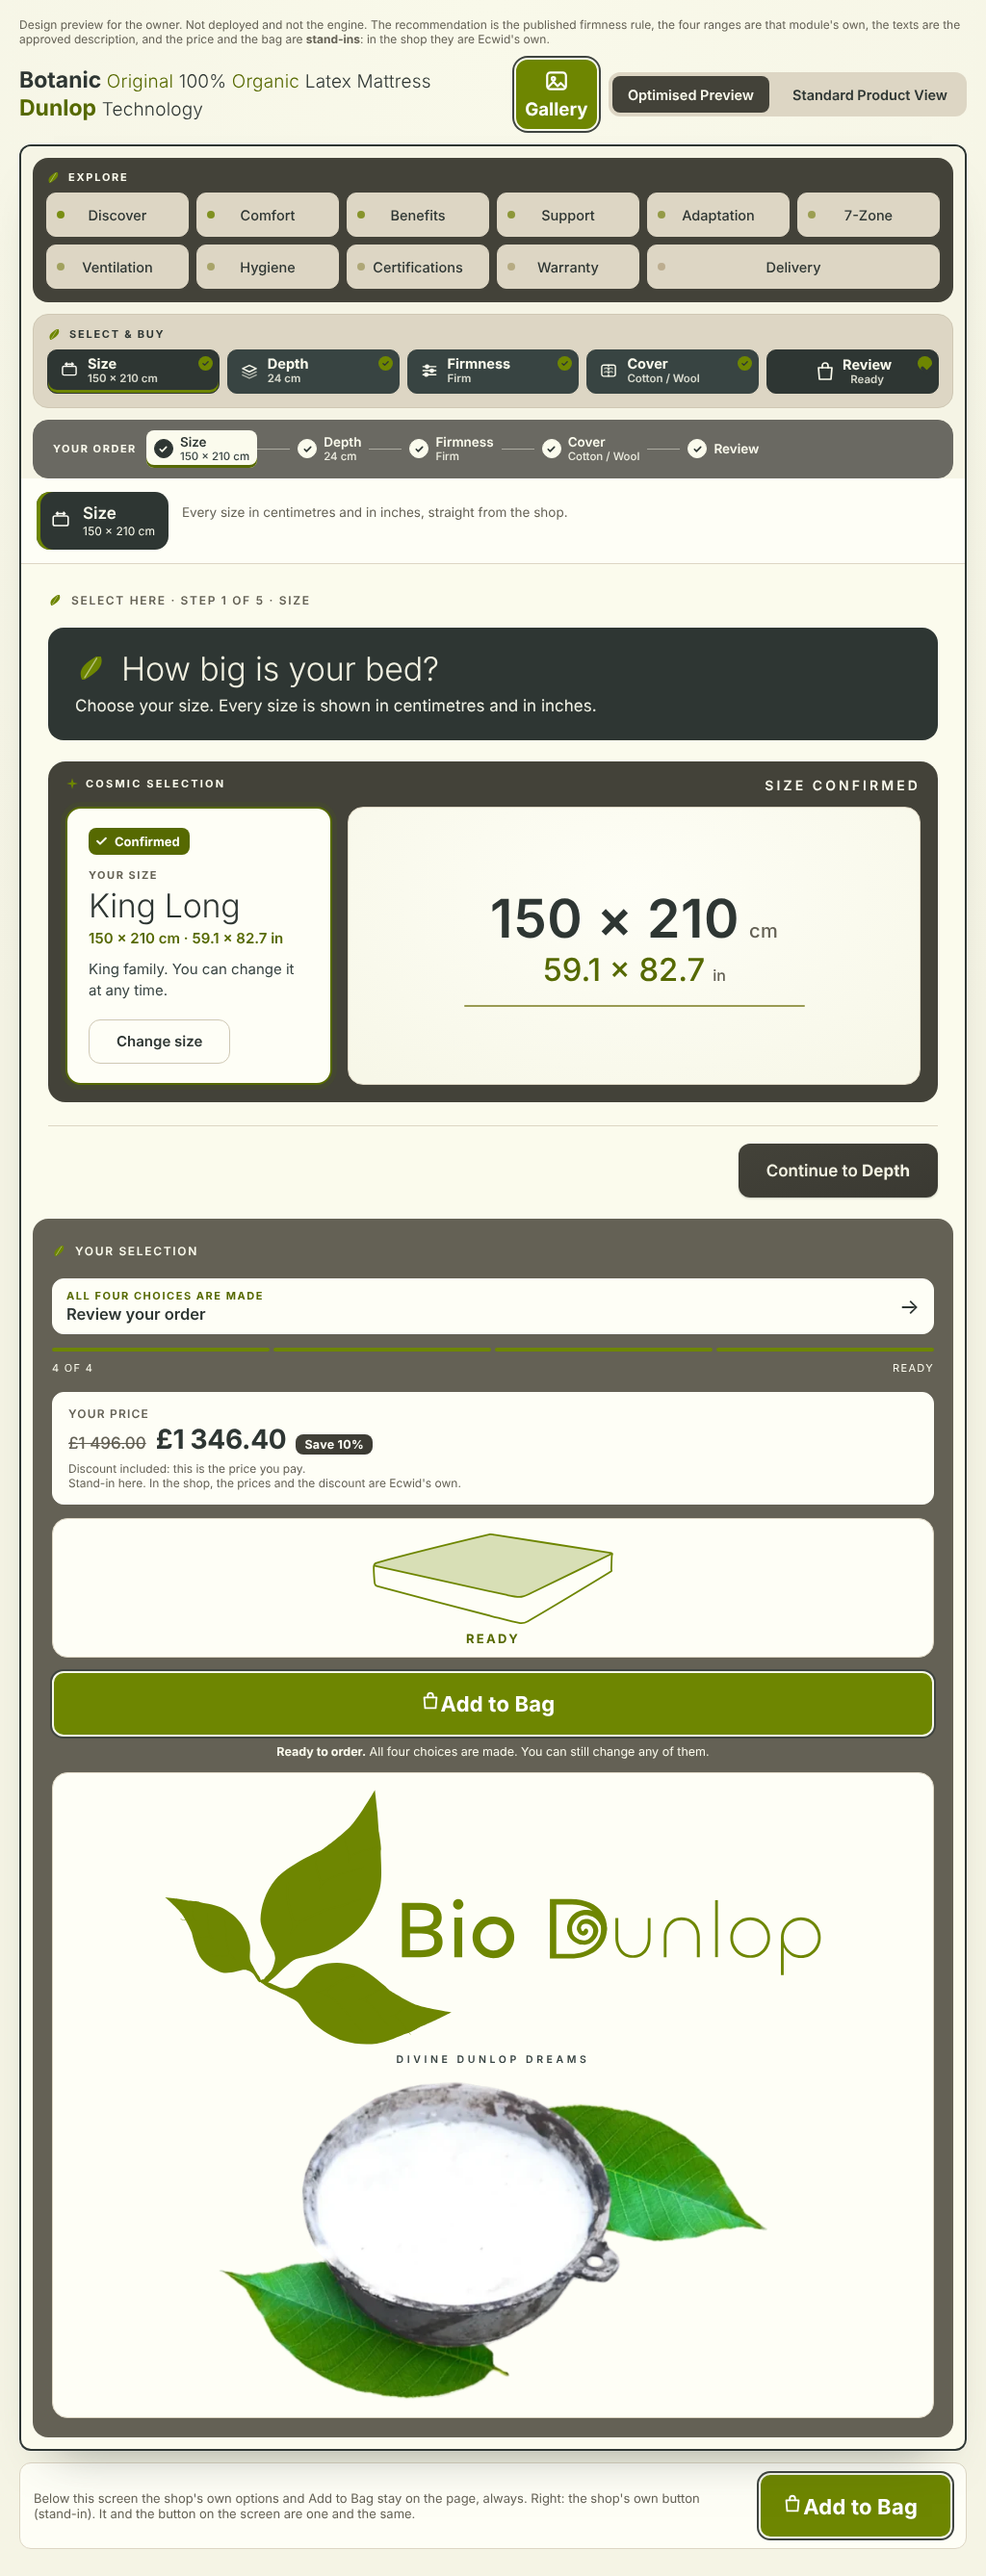 Design preview for the owner. Not deployed and not the engine. The recommendation is the published firmness rule, the four ranges are that module's own, the texts are the
approved description, and the price and the bag are stand-ins: in the shop they are Ecwid's own.
Botanic Original 100% Organic Latex Mattress
Dunlop Technology
Gallery
Optimised Preview
Standard Product View
EXPLORE
Discover
Comfort
Benefits
Support
Adaptation
7-Zone
Ventilation
Hygiene
Certifications
Warranty
Delivery
SELECT & BUY
Size
150 × 210 cm
Depth
24 cm
Firmness
Firm
Cover
Cotton / Wool
Review
Ready
YOUR ORDER
Size
150 × 210 cm
Depth
24 cm
Firmness
Firm
Cover
Cotton / Wool
Review
Size
150 × 210 cm
Every size in centimetres and in inches, straight from the shop.
SELECT HERE · STEP 1 OF 5 · SIZE
How big is your bed?
Choose your size. Every size is shown in centimetres and in inches.
COSMIC SELECTION
SIZE CONFIRMED
Confirmed
YOUR SIZE
King Long
150 × 210 cm · 59.1 × 82.7 in
King family. You can change it
at any time.
Change size
150 × 210 cm
59.1 × 82.7 in
Continue to Depth
YOUR SELECTION
ALL FOUR CHOICES ARE MADE
Review your order
4 OF 4
READY
YOUR PRICE
£1 496.00 £1 346.40 Save 10%
Discount included: this is the price you pay.
Stand-in here. In the shop, the prices and the discount are Ecwid's own.
READY
Add to Bag
Ready to order. All four choices are made. You can still change any of them.
Bio Dunlop
DIVINE DUNLOP DREAMS
Below this screen the shop's own options and Add to Bag stay on the page, always. Right: the shop's own button
(stand-in). It and the button on the screen are one and the same.
Add to Bag